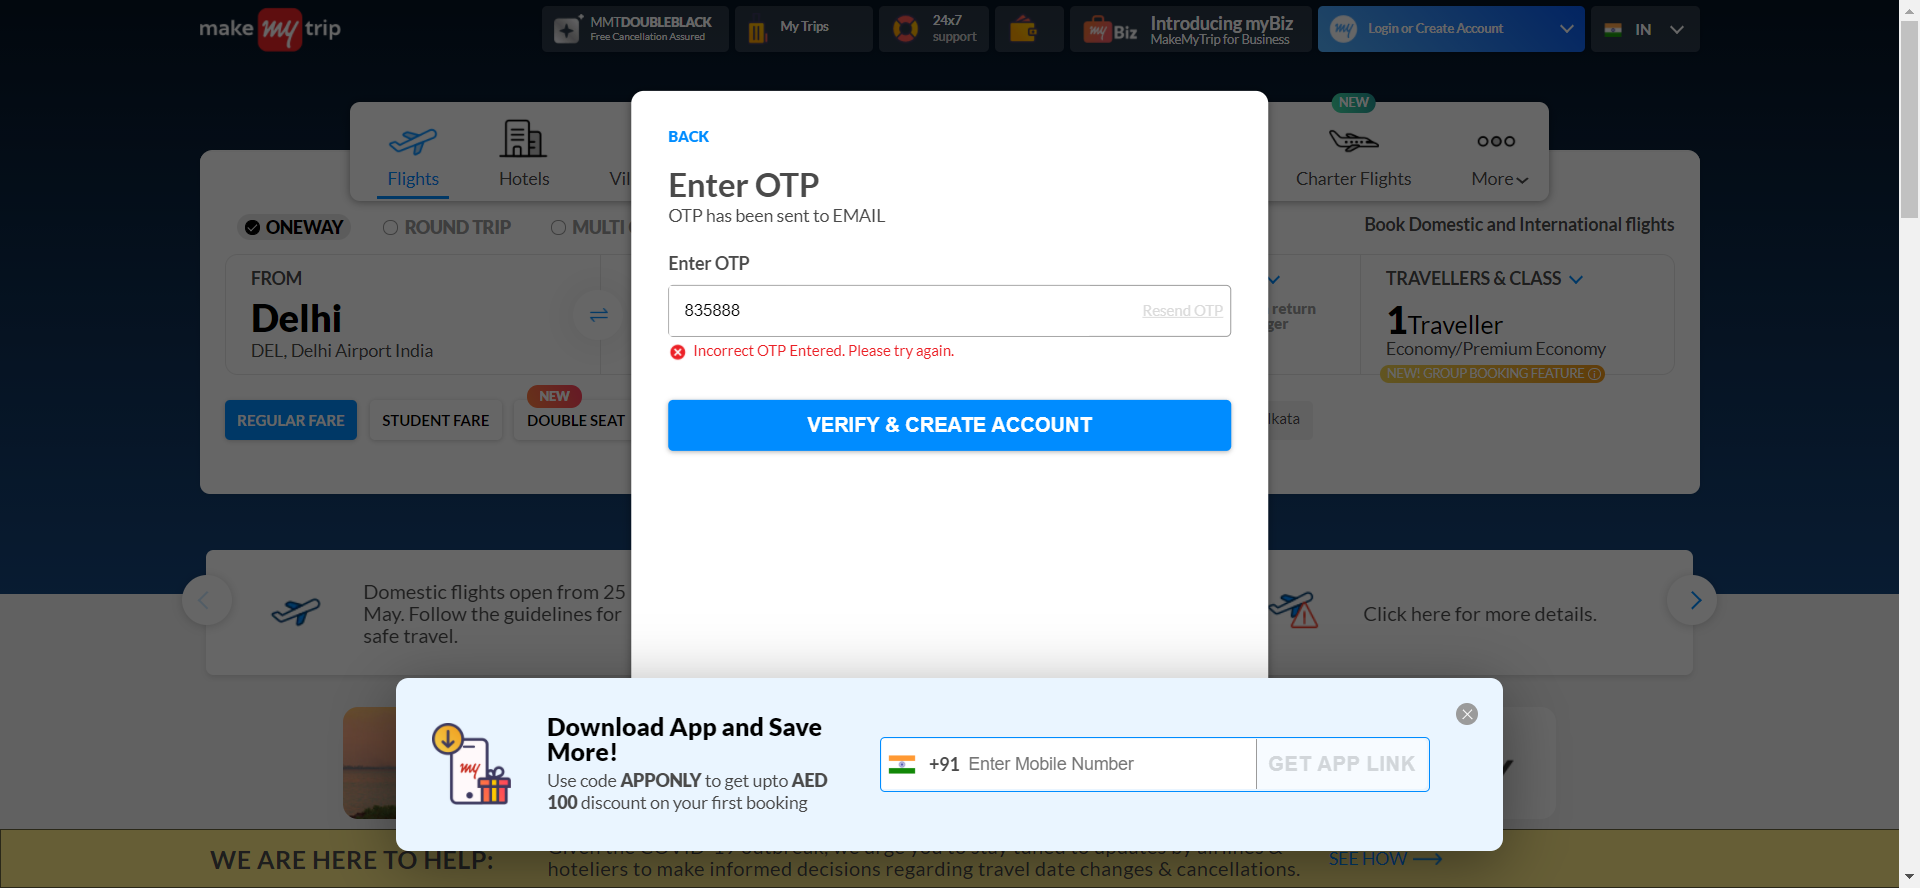 make my trip
MMTDOUBLEBLACK
Free Cancellation Assured
My Trips
24x7
support
my Biz
Introducing myBiz
MakeMyTrip for Business
my
Login or Create Account
IN
NEW
Flights
Hotels
Vil
Charter Flights
More
ONEWAY
ROUND TRIP
MULTI
Book Domestic and International flights
FROM
Delhi
DEL, Delhi Airport India
return
ger
TRAVELLERS & CLASS
1 Traveller
Economy/Premium Economy
NEW! GROUP BOOKING FEATURE
REGULAR FARE
STUDENT FARE
NEW
DOUBLE SEAT
lkata
BACK
Enter OTP
OTP has been sent to EMAIL
Enter OTP
835888
Resend OTP
Incorrect OTP Entered. Please try again.
VERIFY & CREATE ACCOUNT
Domestic flights open from 25
May. Follow the guidelines for
safe travel.
Click here for more details.
my
Download App and Save
More!
Use code APPONLY to get upto AED
100 discount on your first booking
+91
Enter Mobile Number
GET APP LINK
WE ARE HERE TO HELP:
hoteliers to make informed decisions regarding travel date changes & cancellations.
SEE HOW